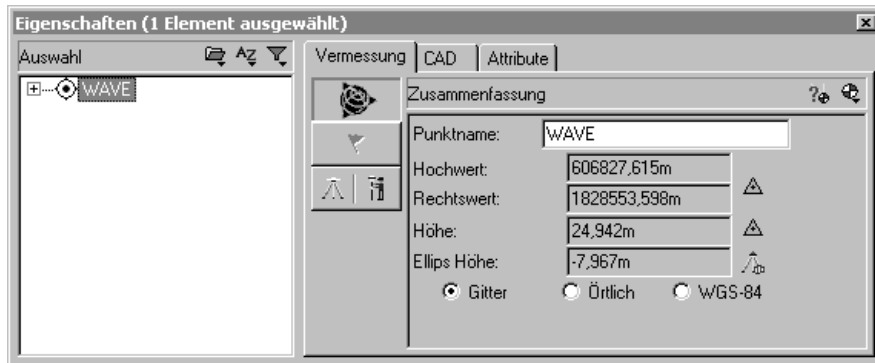 Eigenschaften (1 Element ausgewählt)
Auswahl
AZ
WAVE
Vermessung
CAD
Attribute
Zusammenfassung
?
Punktname:
WAVE
Hochwert:
606827,615m
Rechtswert:
1828553,598m
Höhe:
24,942m
Ellips Höhe:
-7,967m
Gitter
Örtlich
WGS-84